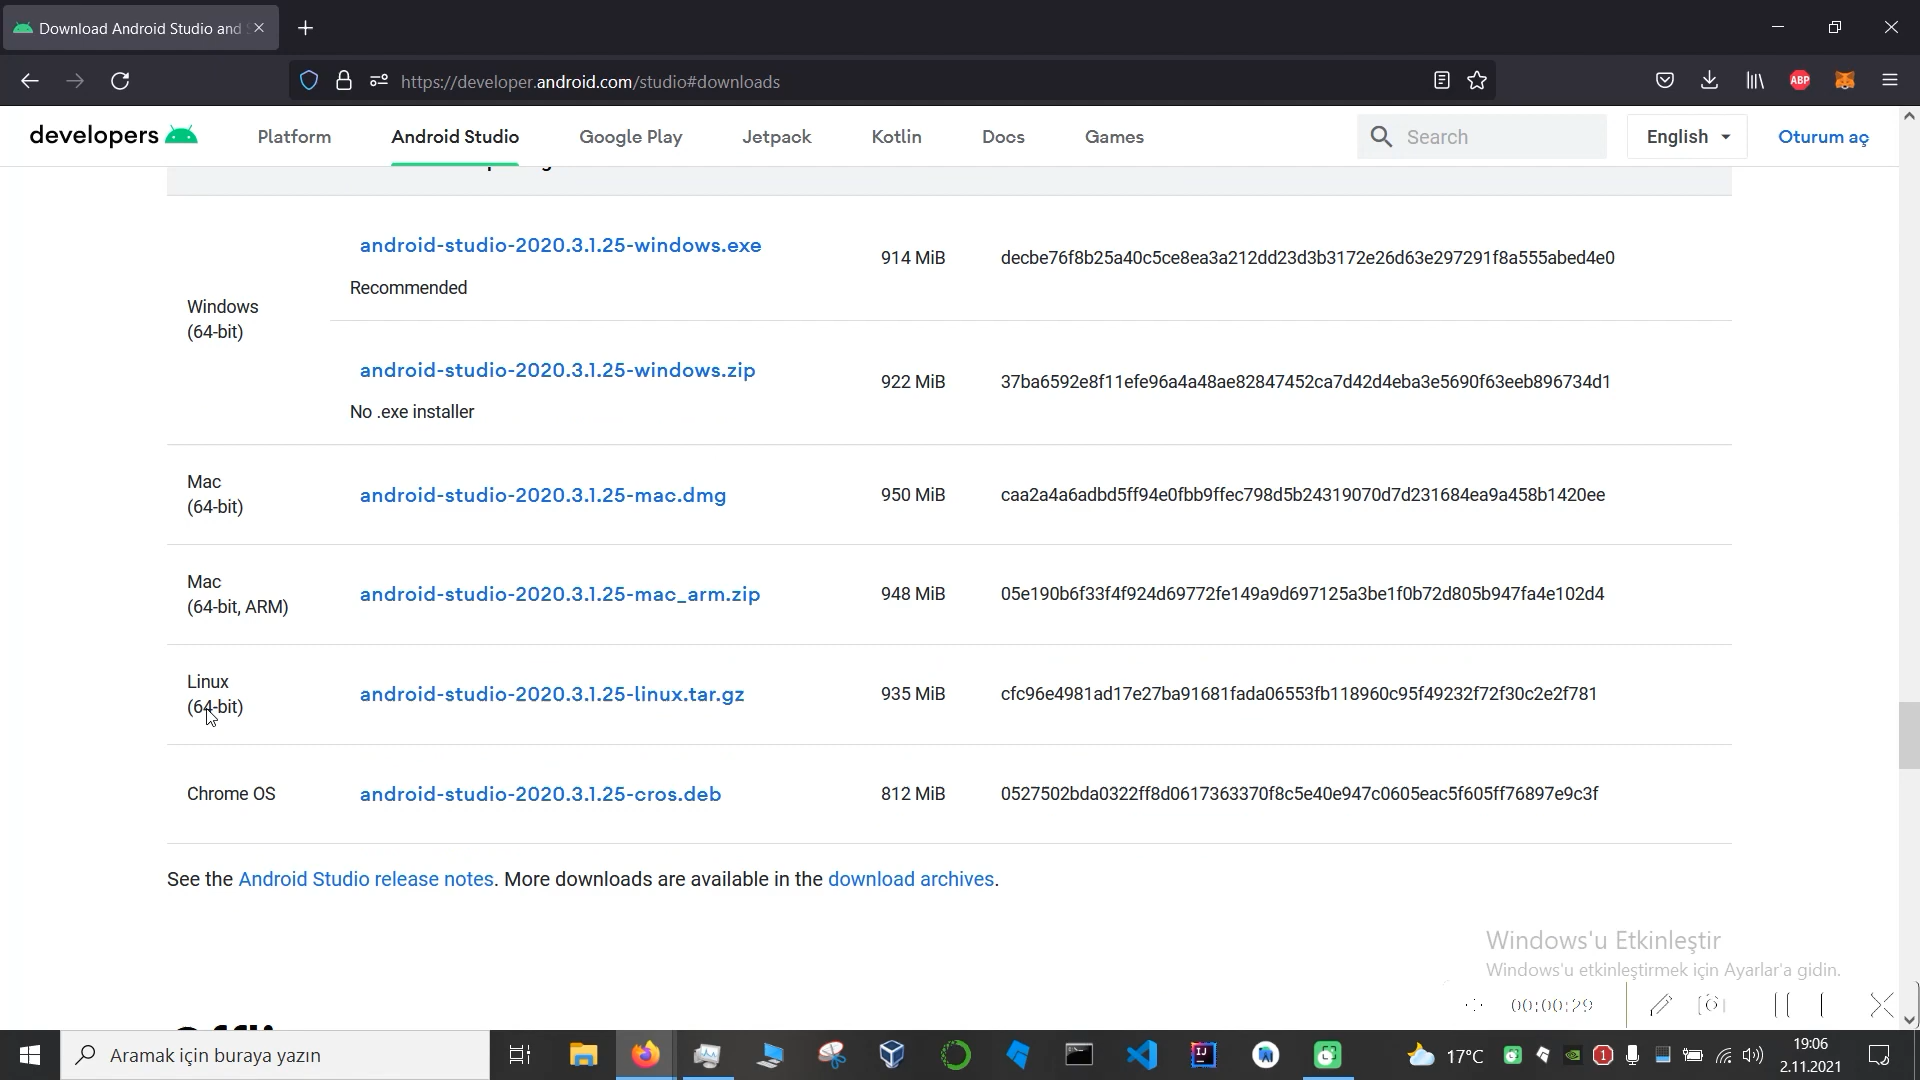 Download Android Studio and
https://developer.android.com/studio#downloads
ABP
developers
Platform
Android Studio
Google Play
Jetpack
Kotlin
Docs
Games
Search
English
Oturum aç
Windows
(64-bit)
android-studio-2020.3.1.25-windows.exe
Recommended
914 MiB
decbe76f8b25a40c5ce8ea3a212dd23d3b3172e26d63e297291f8a555abed4e0
android-studio-2020.3.1.25-windows.zip
No .exe installer
922 MiB
37ba6592e8f11efe96a4a48ae82847452ca7d42d4eba3e5690f63eeb896734d1
Mac
(64-bit)
android-studio-2020.3.1.25-mac.dmg
950 MiB
caa2a4a6adbd5ff94e0fbb9ffec798d5b24319070d7d231684ea9a458b1420ee
Mac
(64-bit, ARM)
android-studio-2020.3.1.25-mac_arm.zip
948 MiB
05e190b6f33f4f924d69772fe149a9d697125a3be1f0b72d805b947fa4e102d4
Linux
(64-bit)
android-studio-2020.3.1.25-linux.tar.gz
935 MiB
cfc96e4981ad17e27ba91681fada06553fb118960c95f49232f72f30c2e2f781
Chrome OS
android-studio-2020.3.1.25-cros.deb
812 MiB
0527502bda0322ff8d0617363370f8c5e40e947c0605eac5f605ff76897e9c3f
See the Android Studio release notes. More downloads are available in the download archives.
Windows'u Etkinleştir
Windows'u etkinleştirmek için Ayarlar'a gidin.
00:00:29
Aramak için buraya yazın
IJ
17°C
1
19:06
2.11.2021